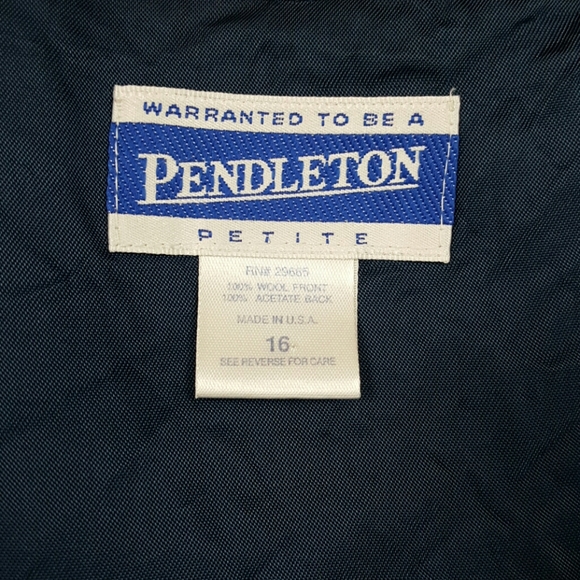 WARRANTED TO BE A
PENDLETON
PETITE
RN# 29685
100% WOOL FRONT
100% ACETATE BACK
MADE IN U.S.A.
16
SEE REVERSE FOR CARE